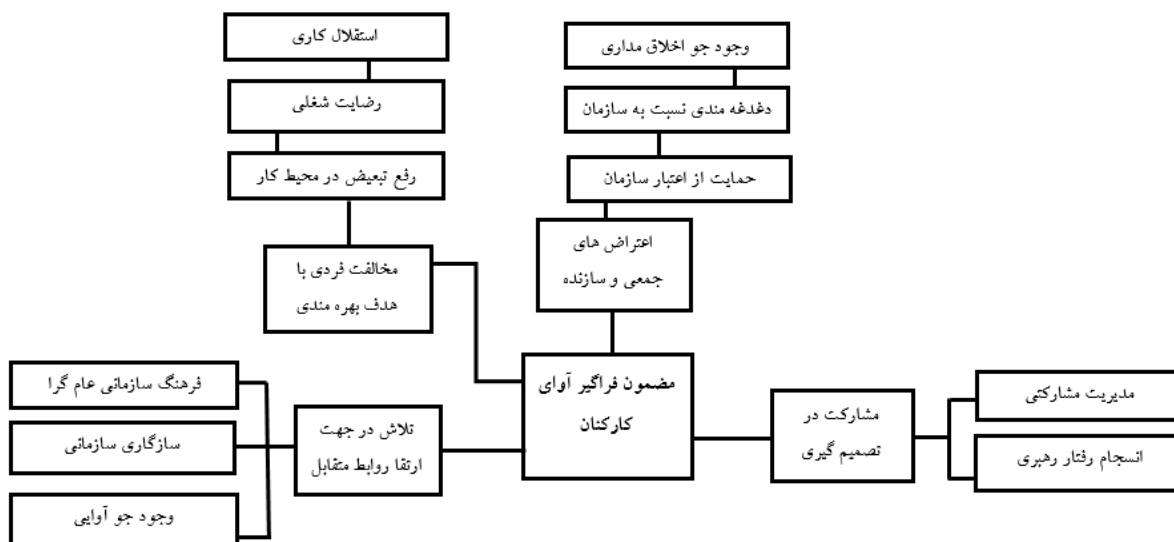 استقلال کاری
رضایت شغلی
رفع تبعیض در محیط کار
مخالفت فردی با
هدف بهره مندی
وجود جو اخلاق مداری
دغدغه مندی نسبت به سازمان
حمایت از اعتبار سازمان
اعتراض های
جمعی و سازنده
مضمون فراگیر آوای
کارکنان
مشارکت در
تصمیم گیری
مدیریت مشارکتی
انسجام رفتار رهبری
تلاش در جهت
ارتقا روابط متقابل
فرهنگ سازمانی عام گرا
سازگاری سازمانی
وجود جو آوایی